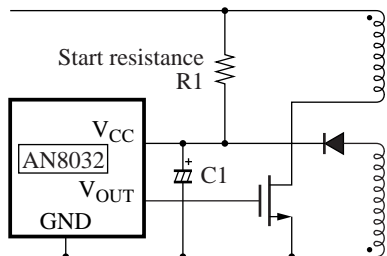 Start resistance
R1
VCC
AN8032
C1
VOUT
GND
+